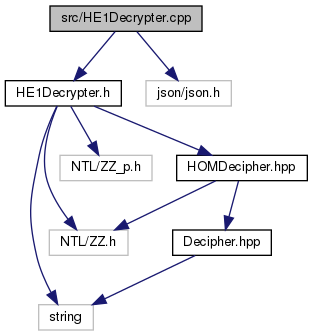 src/HE1Decrypter.cpp
HE1Decrypter.h
json/json.h
NTL/ZZ_p.h
HOMDecipher.hpp
NTL/ZZ.h
Decipher.hpp
string